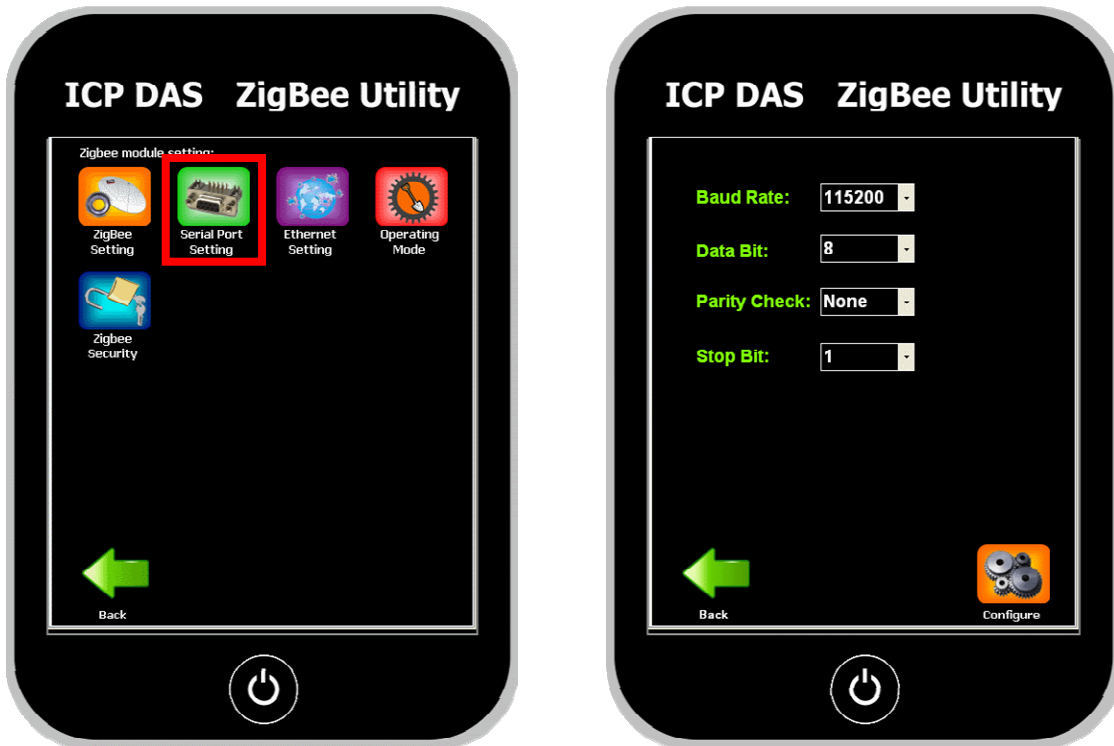 ICP DAS ZigBee Utility
Zigbee module setting:
ZigBee
Setting
Serial Port
Setting
Ethernet
Setting
Operating
Mode
Zigbee
Security
Back
ICP DAS ZigBee Utility
Baud Rate: 115200
Data Bit: 8
Parity Check: None
Stop Bit: 1
Back
Configure